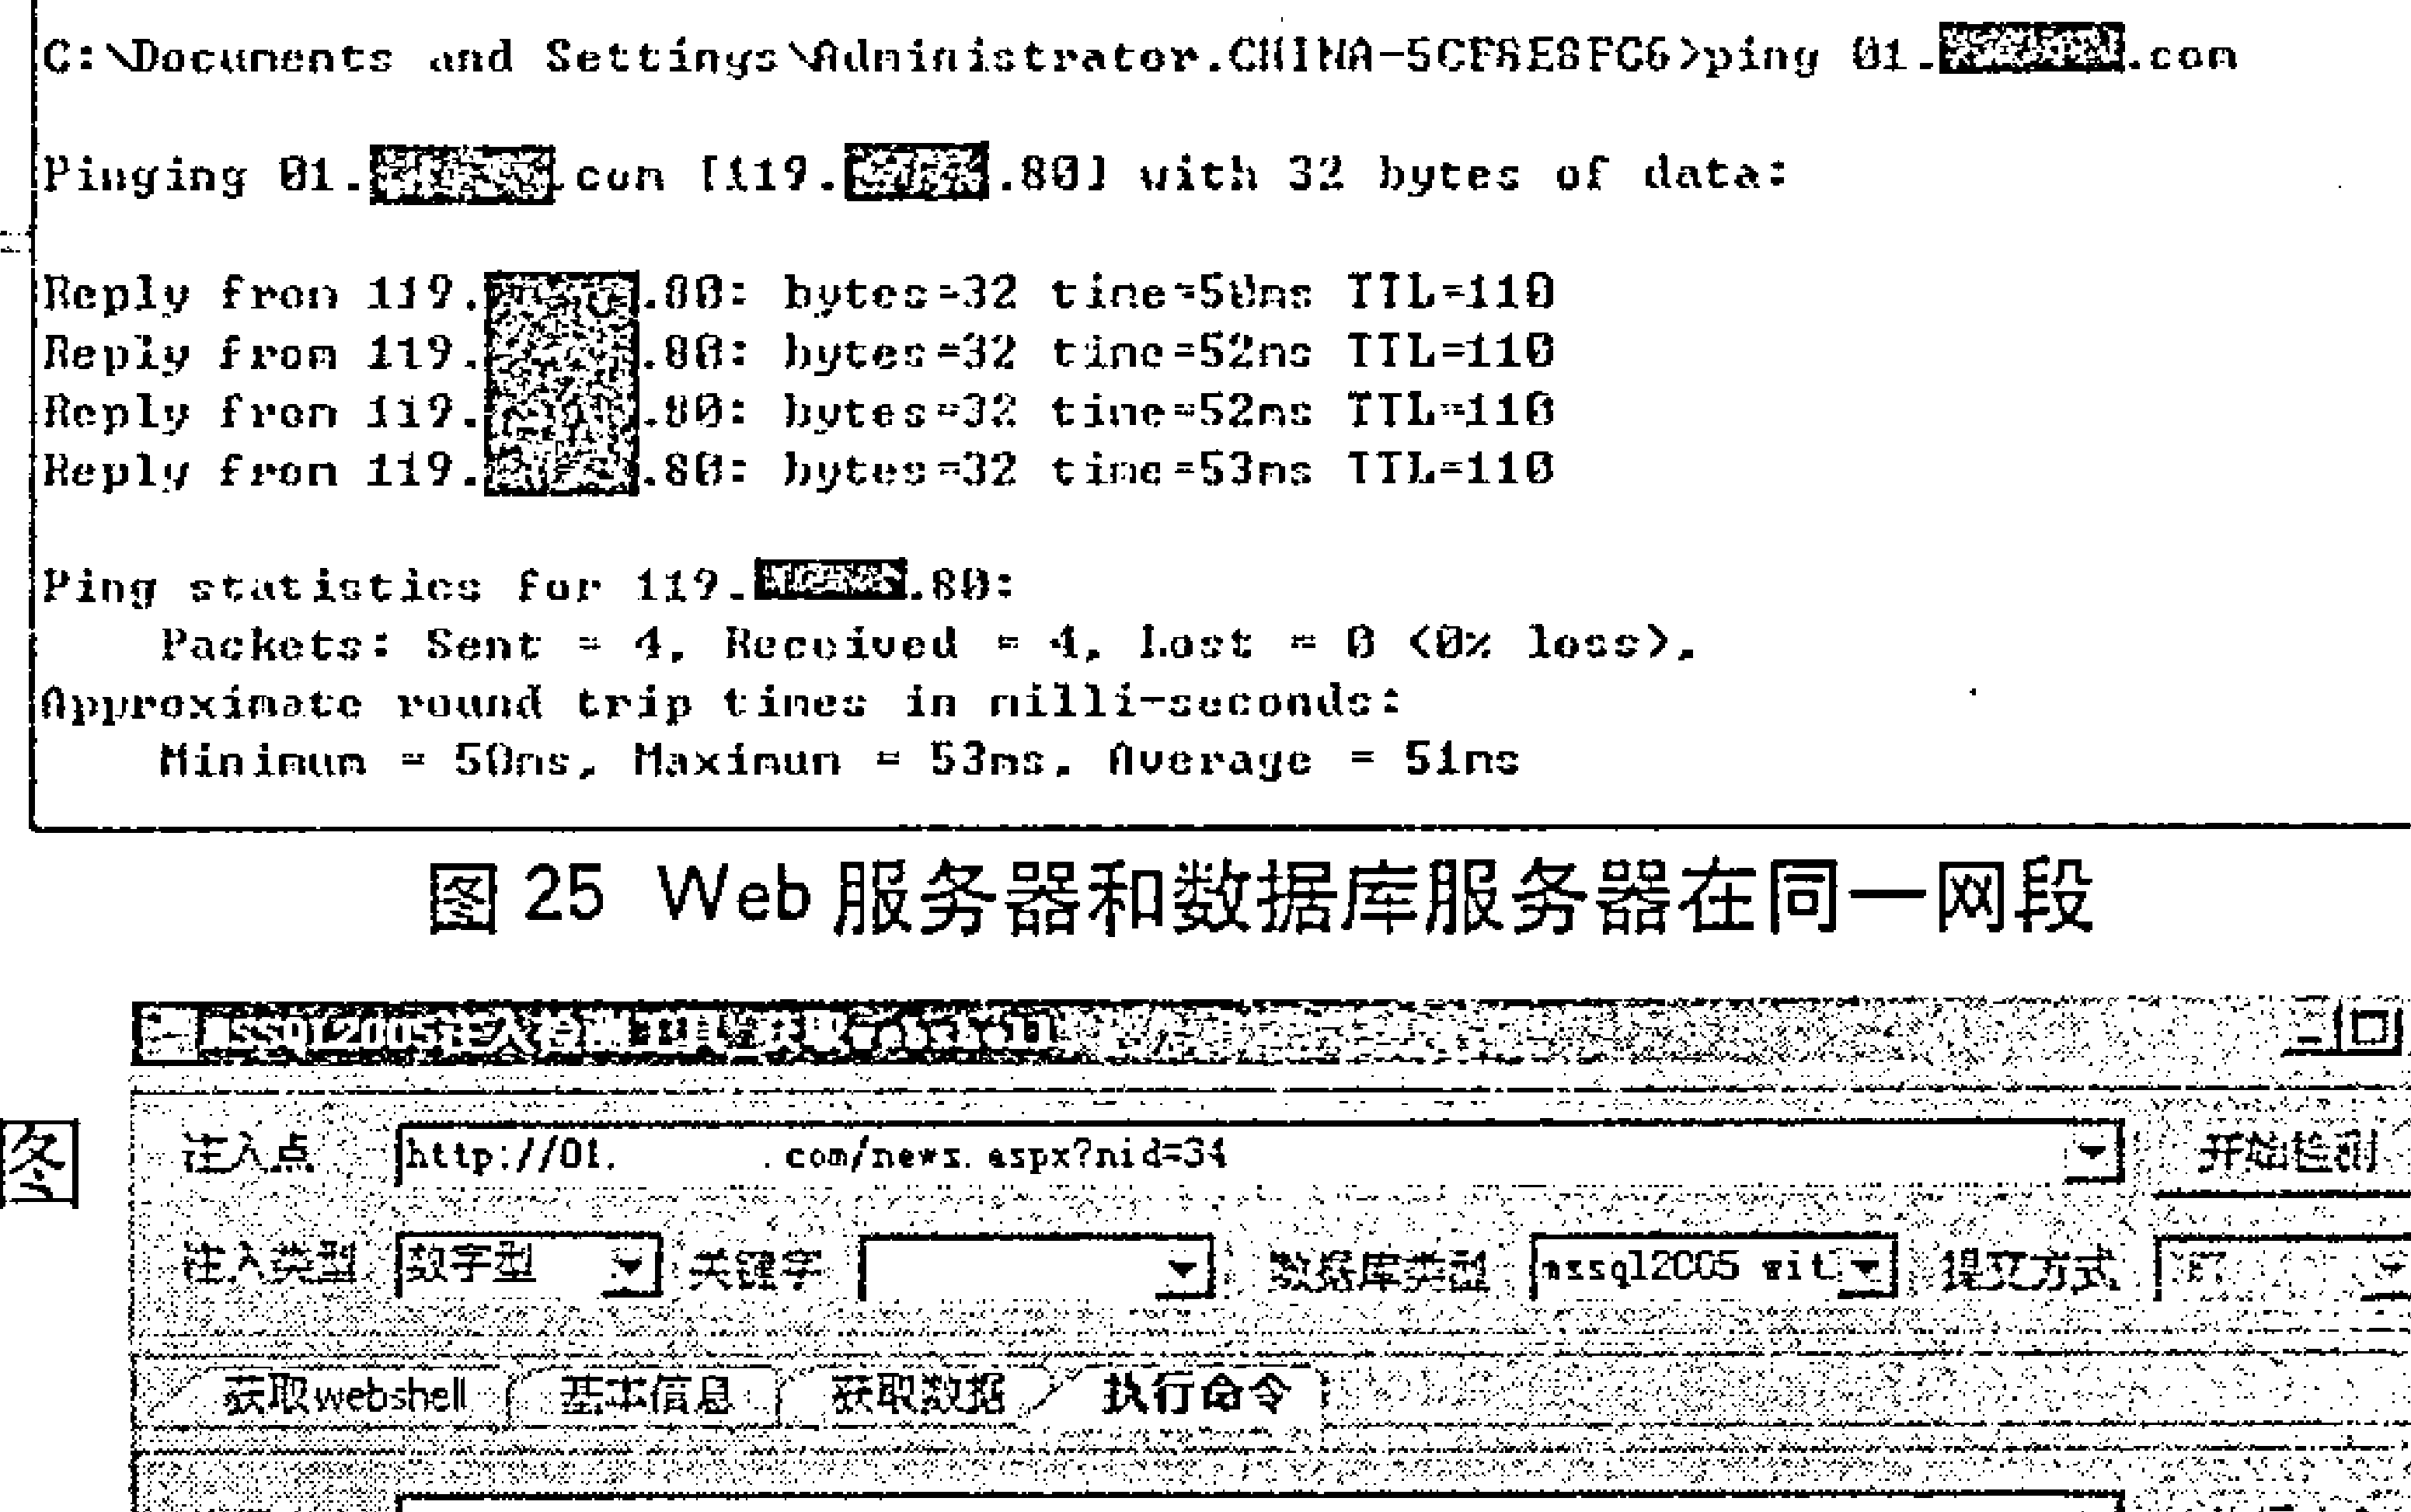 C:\Documents and Settings\Administrator.CHINA-5CF8E8FC6>ping 01. .com
Pinging 01. .com [119. .80] with 32 bytes of data:
Reply from 119. .80: bytes=32 time=50ms TTL=110
Reply from 119. .80: bytes=32 time=52ms TTL=110
Reply from 119. .80: bytes=32 time=52ms TTL=110
Reply from 119. .80: bytes=32 time=53ms TTL=110
Ping statistics for 119. .80:
Packets: Sent = 4, Received = 4, Lost = 0 (0% loss),
Approximate round trip times in milli-seconds:
Minimum = 50ms, Maximum = 53ms, Average = 51ms
图 25 Web 服务器和数据库服务器在同一网段
图
注入点 http://01. .com/news.aspx?nid=34 开始检测
注入类型 数字型 关键字 数据库类型 mssql2005 wit 提交方式
获取webshell 基本信息 获取数据 执行命令